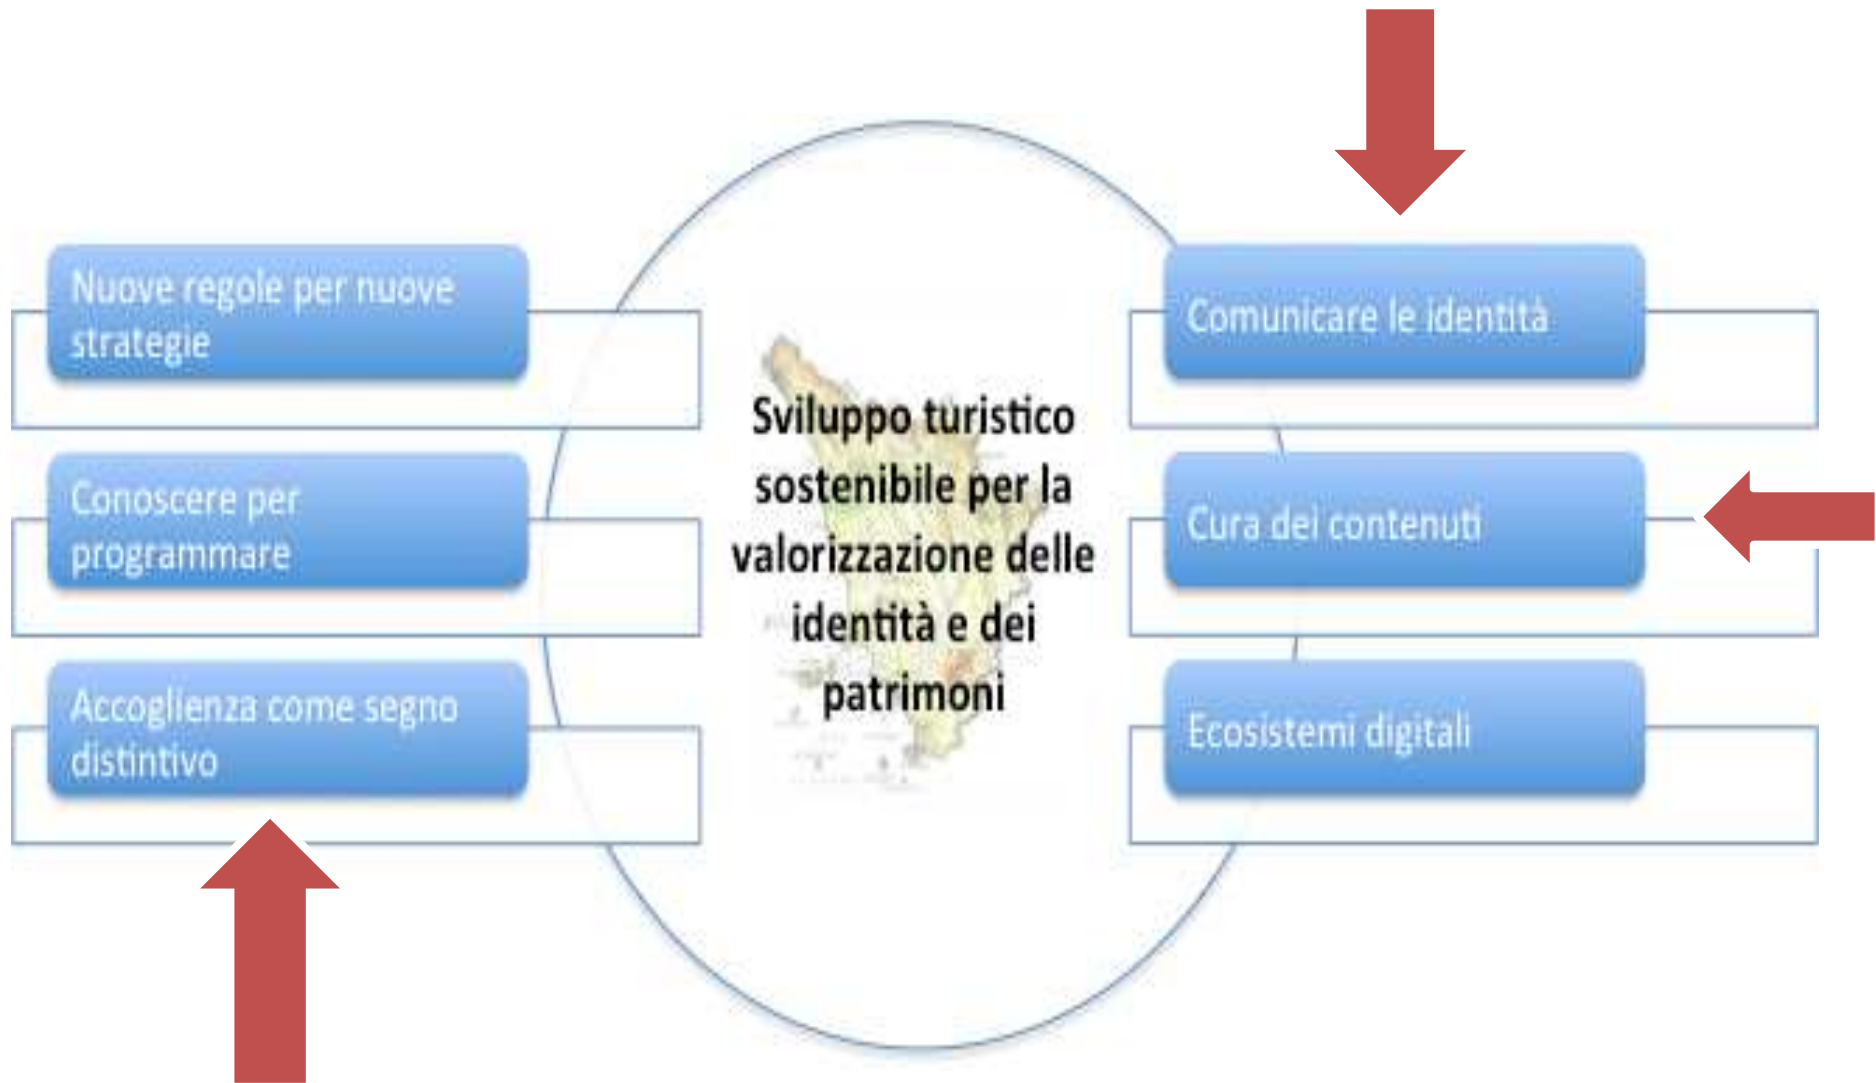 Nuove regole per nuove
strategie
Conoscere per
programmare
Accoglienza come segno
distintivo
Sviluppo turistico
sostenibile per la
valorizzazione delle
identità e dei
patrimoni
Comunicare le identità
Cura dei contenuti
Ecosistemi digitali